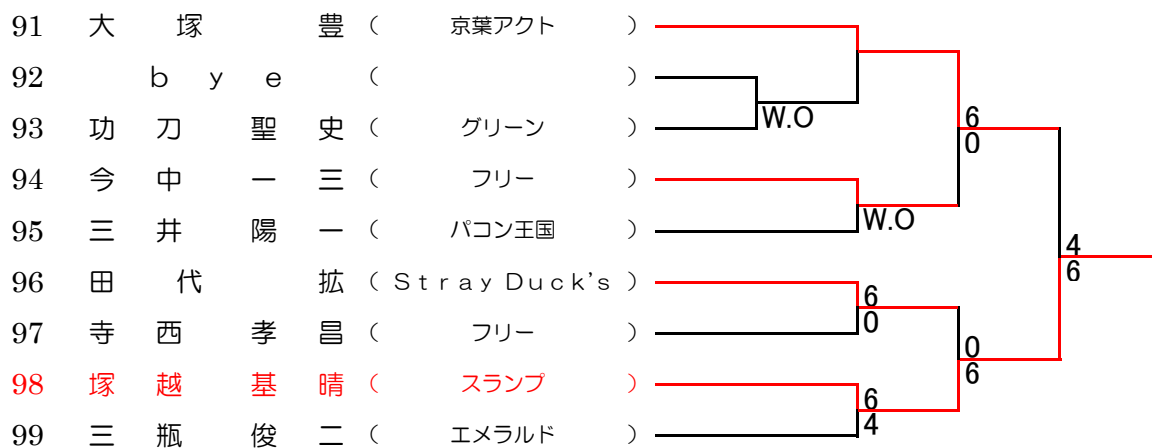 91 大塚 豊 ( 京葉アクト )
92 bye ( )
W.O
93 功刀 聖史 ( グリーン )
6
0
94 今中 一三 ( フリー )
W.O
95 三井 陽一 ( パコン王国 )
4
6
96 田代 拡 ( Stray Duck's )
6
0
97 寺西 孝昌 ( フリー )
0
6
98 塚越 基晴 ( スランプ )
6
4
99 三瓶 俊二 ( エメラルド )